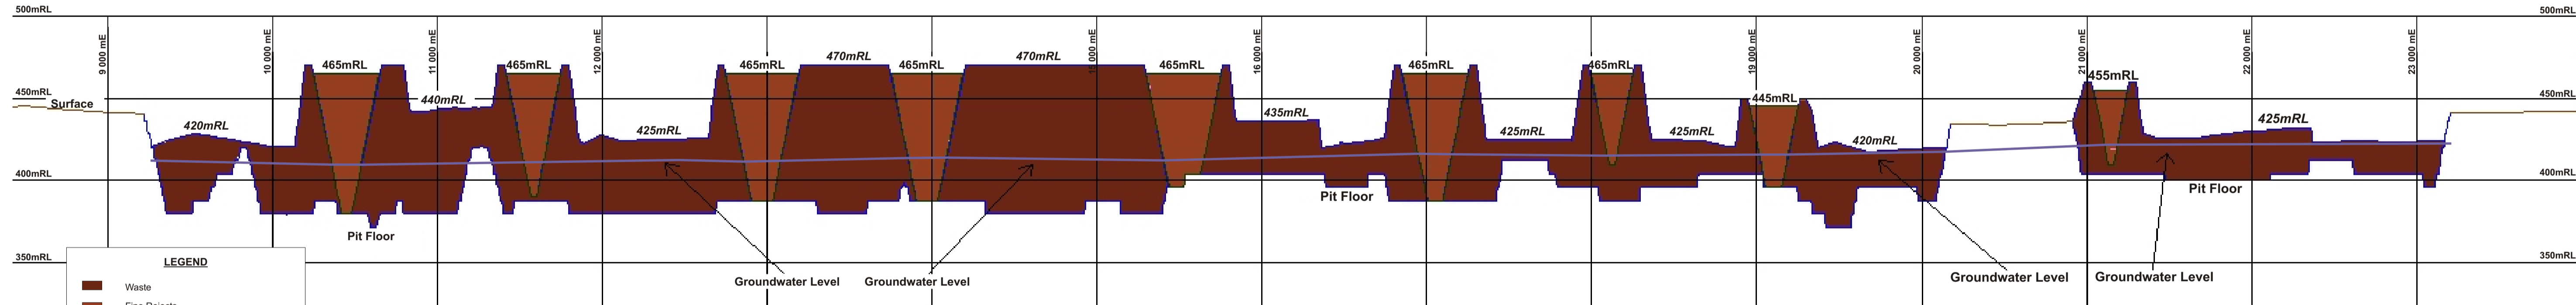 500mRL
500mRL
9 000 mE
10 000 mE
11 000 mE
12 000 mE
16 000 mE
19 000 mE
20 000 mE
21 000 mE
22 000 mE
23 000 mE
465mRL
465mRL
465mRL
470mRL
465mRL
470mRL
465mRL
465mRL
465mRL
445mRL
455mRL
450mRL
450mRL
Surface
420mRL
440mRL
425mRL
435mRL
425mRL
425mRL
420mRL
425mRL
400mRL
400mRL
Pit Floor
Pit Floor
Pit Floor
350mRL
350mRL
Groundwater Level
Groundwater Level
Groundwater Level
Groundwater Level
LEGEND
Waste